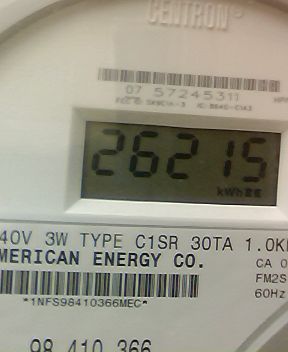 CENTRON®
07 57245311
26215
kWh
40V 3W TYPE C1SR 30TA 1.0K
MERICAN ENERGY CO.
CA 0
FM2S
60Hz
*1NFS98410366MEC*
98 410 366